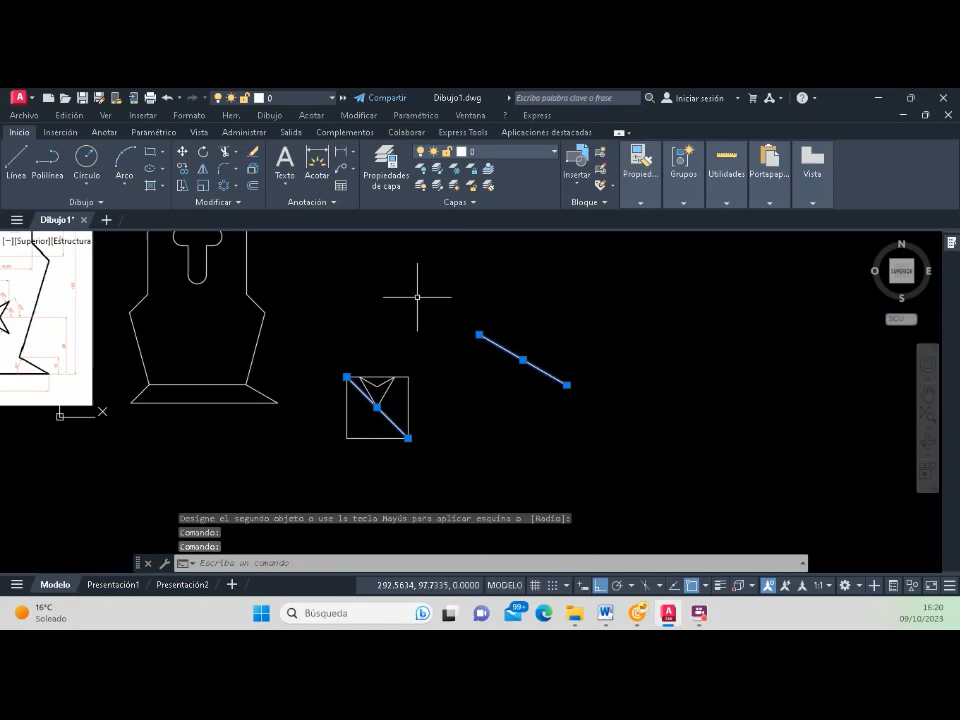 0 Compartir Dibujo1.dwg Escriba palabra clave o frase Iniciar sesión
Archivo Edición Ver Insertar Formato Herr. Dibujo Acotar Modificar Paramétrico Ventana ? Express
Inicio Inserción Anotar Paramétrico Vista Administrar Salida Complementos Colaborar Express Tools Aplicaciones destacadas
Línea Polilínea Círculo Arco Texto Acotar Propiedades de capa 0 Insertar Propied... Grupos Utilidades Portapap... Vista
Dibujo Modificar Anotación Capas Bloque
Dibujo1* × +
[−][Superior][Estructura
N
O SUPERIOR E
S
SCU
X
Designe el segundo objeto o use la tecla Mayús para aplicar esquina o [Radio]:
Comando:
Comando:
Escriba un comando
Modelo Presentación1 Presentación2 + 292.5634, 97.7335, 0.0000 MODELO 1:1
16°C
Soleado
Búsqueda
99+
16:20
09/10/2023